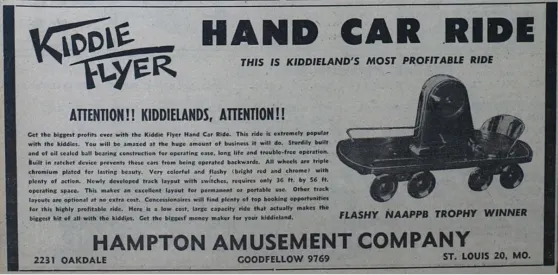 KIDDIE FLYER
HAND CAR RIDE
THIS IS KIDDIELAND'S MOST PROFITABLE RIDE
ATTENTION!! KIDDIELANDS, ATTENTION!!
Get the biggest profits ever with the Kiddie Flyer Hand Car Ride. This ride is extremely popular
with the kiddies. You will be amazed at the huge amount of business it will do. Sturdily built
and of oil sealed ball bearing construction for operating ease, long life and trouble-free operation.
Built in ratchet device prevents these cars from being operated backwards. All wheels are triple
chromium plated for lasting beauty. Very colorful and flashy (bright red and chrome) with
plenty of action. Newly developed track layout with switches, requires only 36 ft. by 56 ft.
operating space. This makes an excellent layout for permanent or portable use. Other track
layouts are optional at no extra cost. Concessionaires will find plenty of top booking opportunities
for this highly profitable ride. Here is a low cost, large capacity ride that actually makes the
biggest hit of all with the kiddies. Get the biggest money maker for your kiddieland.
FLASHY NAAPPB TROPHY WINNER
HAMPTON AMUSEMENT COMPANY
2231 OAKDALE GOODFELLOW 9769 ST. LOUIS 20, MO.